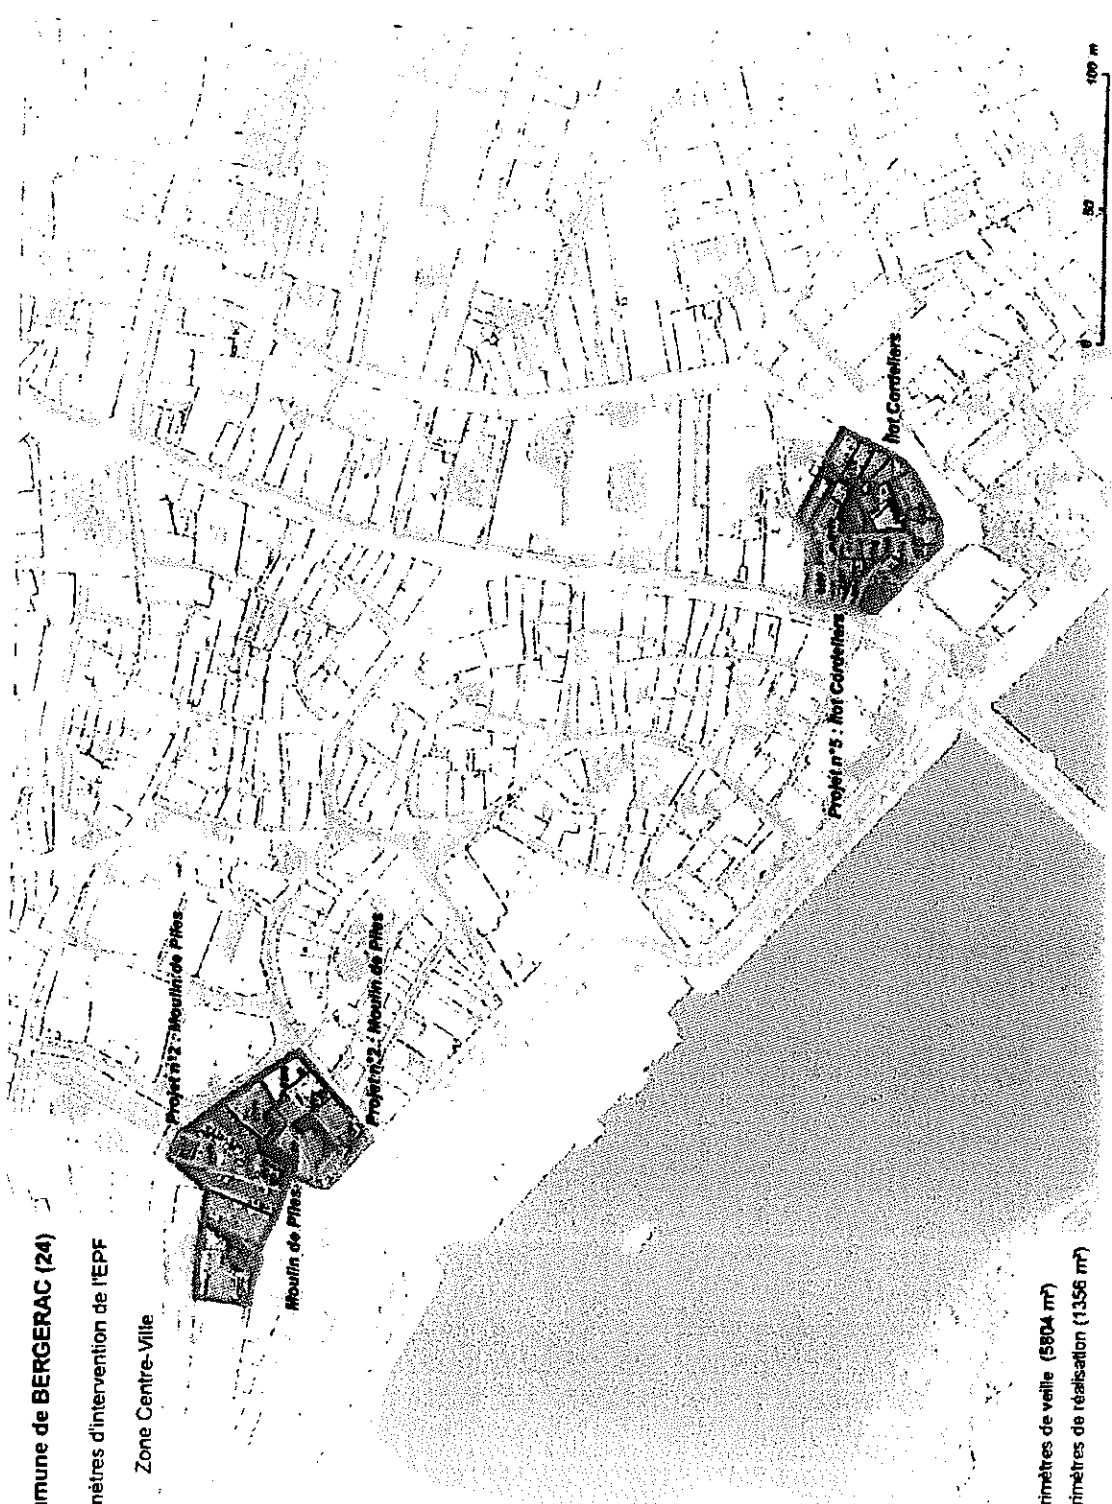 mmune de BERGERAC (24)
nètres d'intervention de l'EPF
Zone Centre-Ville
Projet n°2 : Moulin de Piles
Projet n°2 : Moulin de Piles
Moulin de Piles
Projet n°5 : Ilot Cordeliers
Ilot Cordeliers
rimètres de veille (5804 m²)
rimètres de réalisation (1356 m²)
0 50 100 m